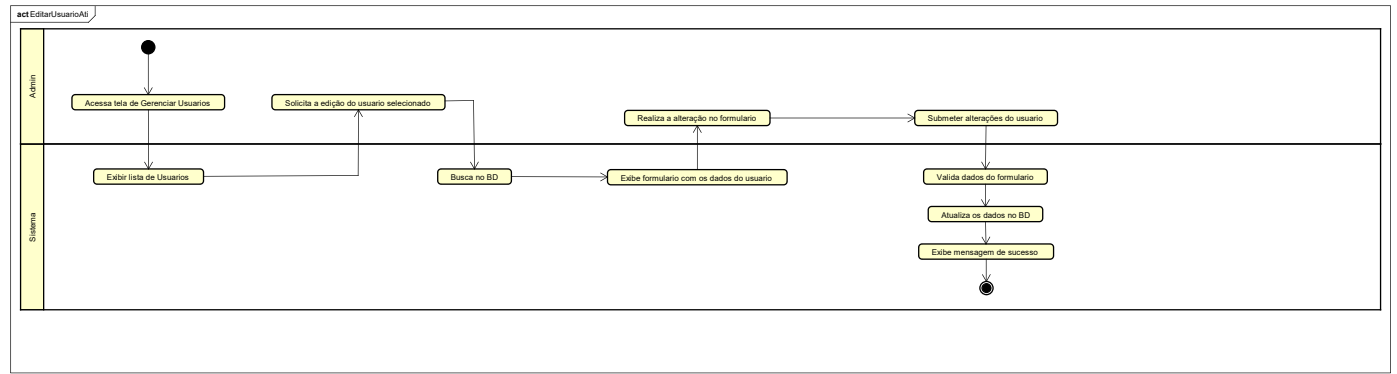 act EditarUsuarioAti
Admin
Acessa tela de Gerenciar Usuarios
Solicita a edição do usuario selecionado
Realiza a alteração no formulario
Submeter alterações do usuario
Sistema
Exibir lista de Usuarios
Busca no BD
Exibe formulario com os dados do usuario
Valida dados do formulario
Atualiza os dados no BD
Exibe mensagem de sucesso